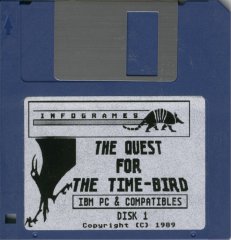 INFOGRAMES
THE QUEST
FOR
THE TIME-BIRD
IBM PC & COMPATIBLES
DISK 1
Copyright (C) 1989